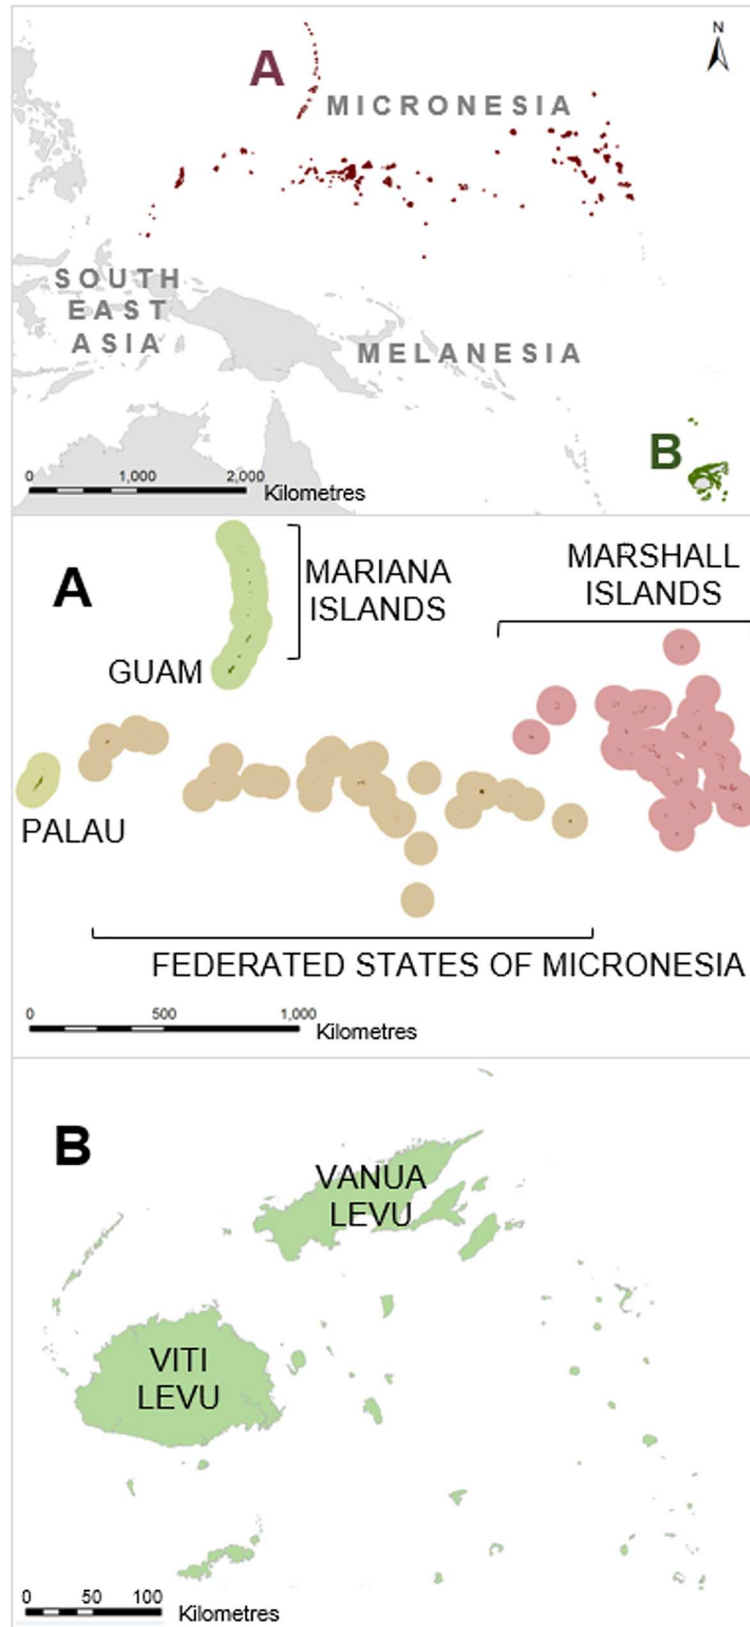 N
A
MICRONESIA
SOUTH
EAST
ASIA
MELANESIA
B
0 1,000 2,000
Kilometres
A
MARIANA
ISLANDS
MARSHALL
ISLANDS
GUAM
PALAU
FEDERATED STATES OF MICRONESIA
0 500 1,000
Kilometres
B
VANUA
LEVU
VITI
LEVU
0 50 100
Kilometres